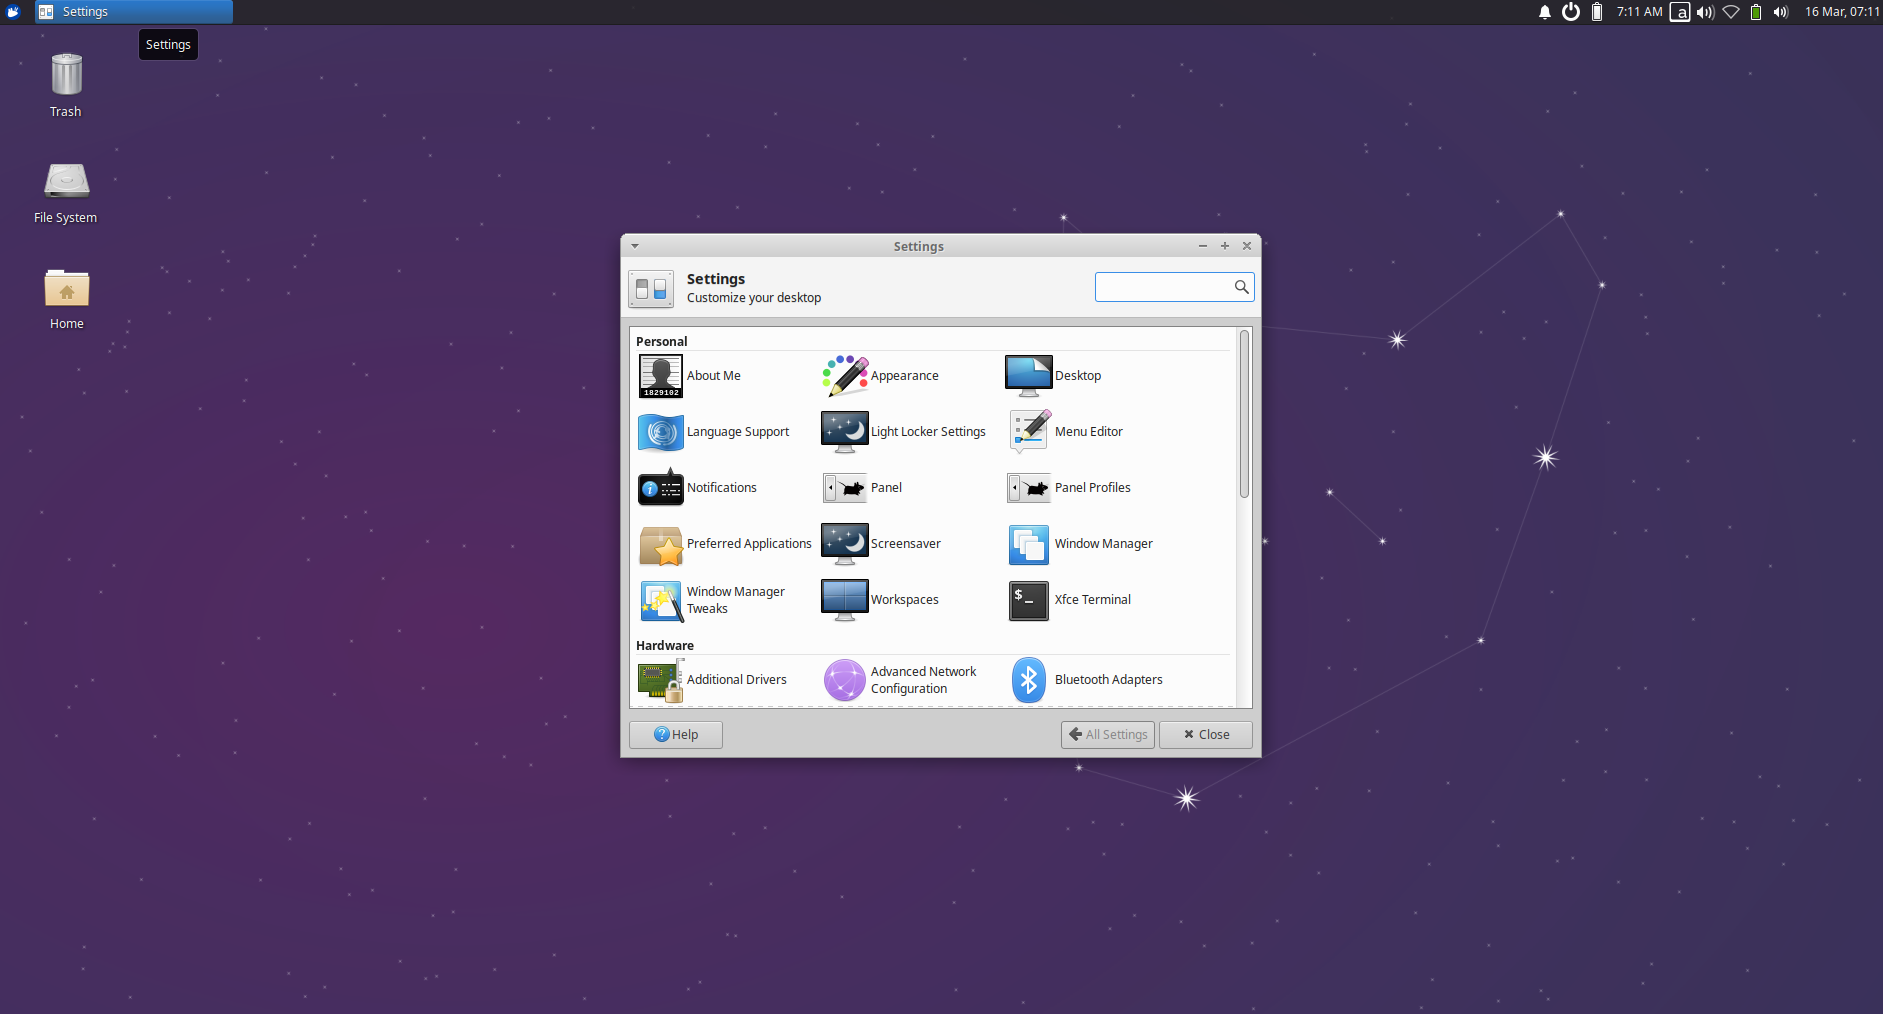 Settings
7:11 AM
a
16 Mar, 07:11
Settings
Trash
File System
Home
Settings
Settings
Customize your desktop
Personal
About Me
1829102
Appearance
Desktop
Language Support
Light Locker Settings
Menu Editor
Notifications
Panel
Panel Profiles
Preferred Applications
Screensaver
Window Manager
Window Manager
Tweaks
Workspaces
$_
Xfce Terminal
Hardware
Additional Drivers
Advanced Network
Configuration
Bluetooth Adapters
? Help
All Settings
Close